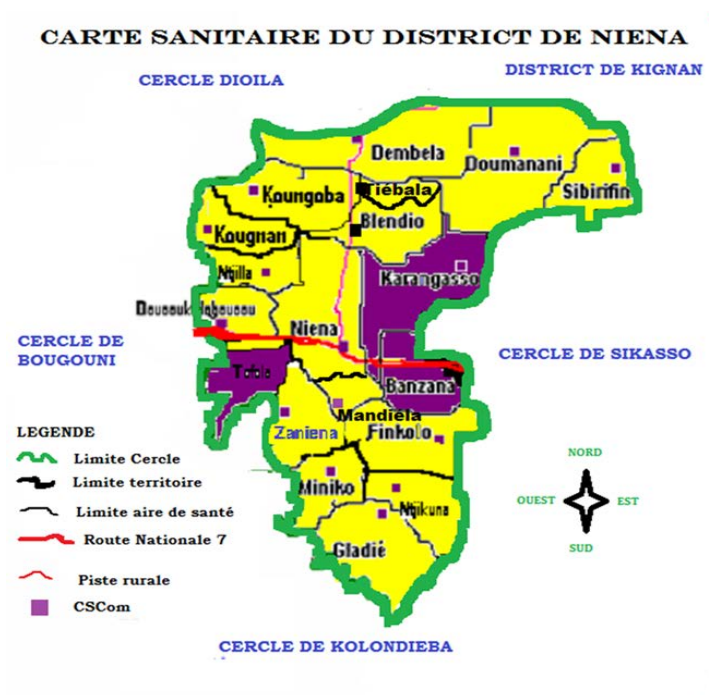 CARTE SANITAIRE DU DISTRICT DE NIENA
CERCLE DIOILA
DISTRICT DE KIGNAN
Dembela
Doumanani
Sibirifin
Tiébala
Koungoba
Blendio
Kougnan
Karangasso
Niena
CERCLE DE
BOUGOUNI
CERCLE DE SIKASSO
Banzana
Mandiéla
Zaniena
Finkolo
LEGENDE
Limite Cercle
Limite territoire
Limite aire de santé
Route Nationale 7
Piste rurale
CSCom
Miniko
Gladié
NORD
OUEST
EST
SUD
CERCLE DE KOLONDIEBA